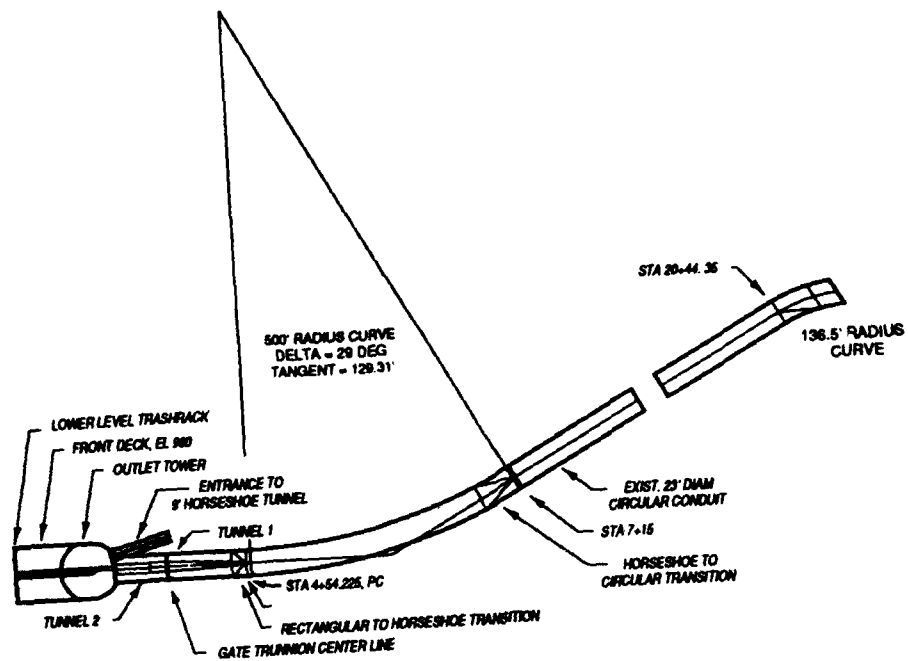 STA 20+44.35
136.5' RADIUS
CURVE
500' RADIUS CURVE
DELTA = 29 DEG
TANGENT = 129.31'
LOWER LEVEL TRASHRACK
FRONT DECK, EL 980
OUTLET TOWER
ENTRANCE TO
9' HORSESHOE TUNNEL
TUNNEL 1
EXIST. 23' DIAM
CIRCULAR CONDUIT
STA 7+15
HORSESHOE TO
CIRCULAR TRANSITION
STA 4+54.225, PC
TUNNEL 2
RECTANGULAR TO HORSESHOE TRANSITION
GATE TRUNNION CENTER LINE